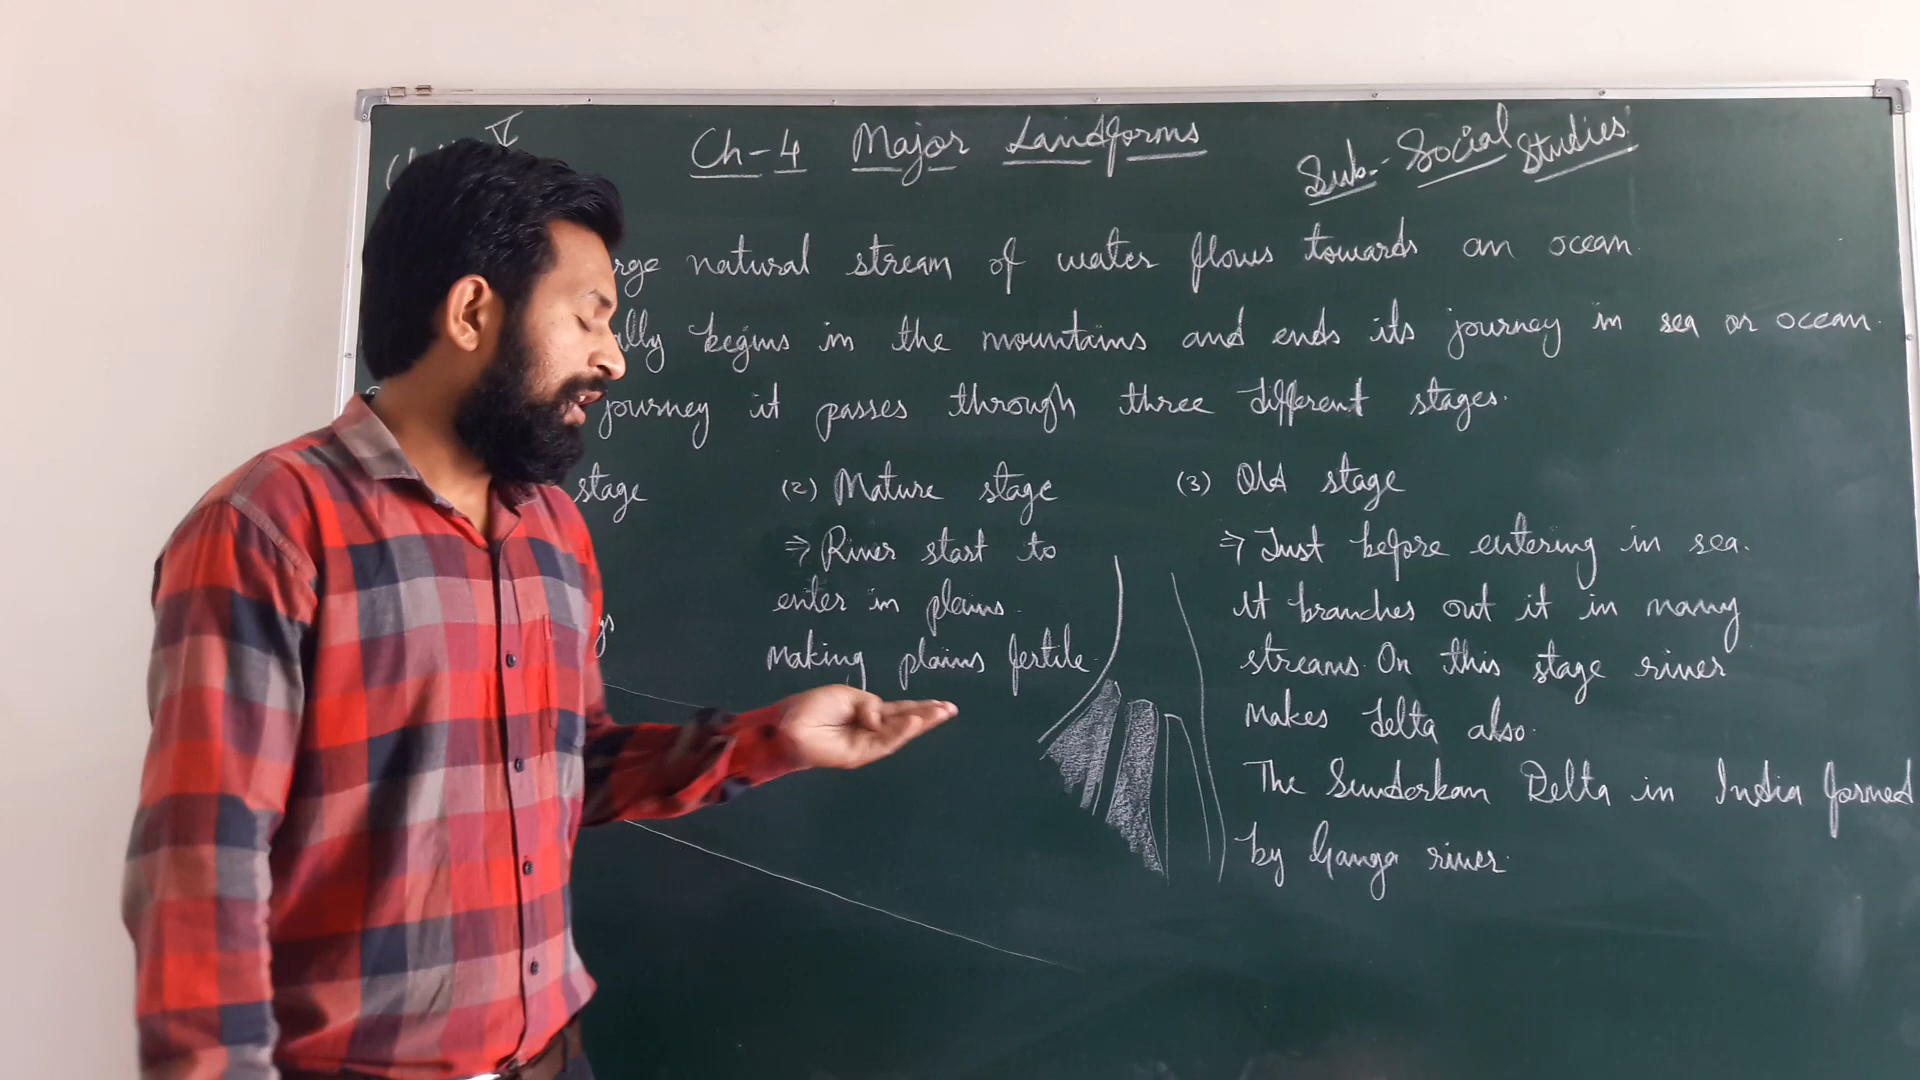 V
Ch-4 Major Landforms
Sub.- Social Studies
rge natural stream of water flows towards an ocean.
ally begins in the mountains and ends its journey in sea or ocean.
journey it passes through three different stages.
stage
(2) Mature stage
⇒ River start to
enter in plains.
making plains fertile.
(3) Old stage
⇒ Just before entering in sea.
it branches out it in many
streams. On this stage river
makes delta also.
The Sunderban Delta in India formed
by Ganga river.